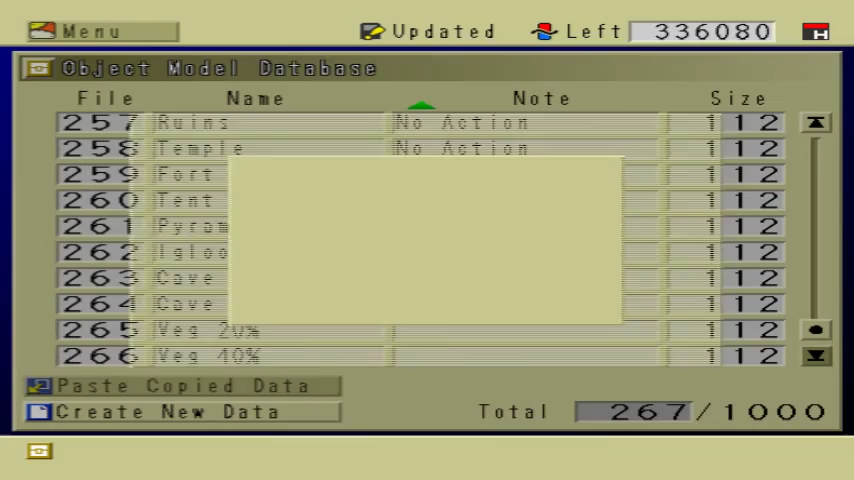 Menu Updated Left 336080
Object Model Database
File Name Note Size
257 Ruins No Action 112
258 Temple No Action 112
259 Fort 112
260 Tent 112
261 Pyram 112
262 Igloo 112
263 Cave 112
264 Cave 112
265 Veg 20% 112
266 Veg 40% 112
Paste Copied Data
Create New Data Total 267/1000